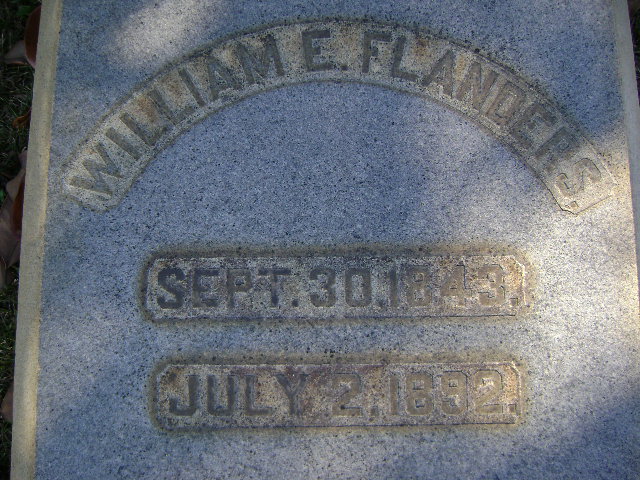 WILLIAM E. FLANDERS.
SEPT. 30. 1843.
JULY 2. 1892.